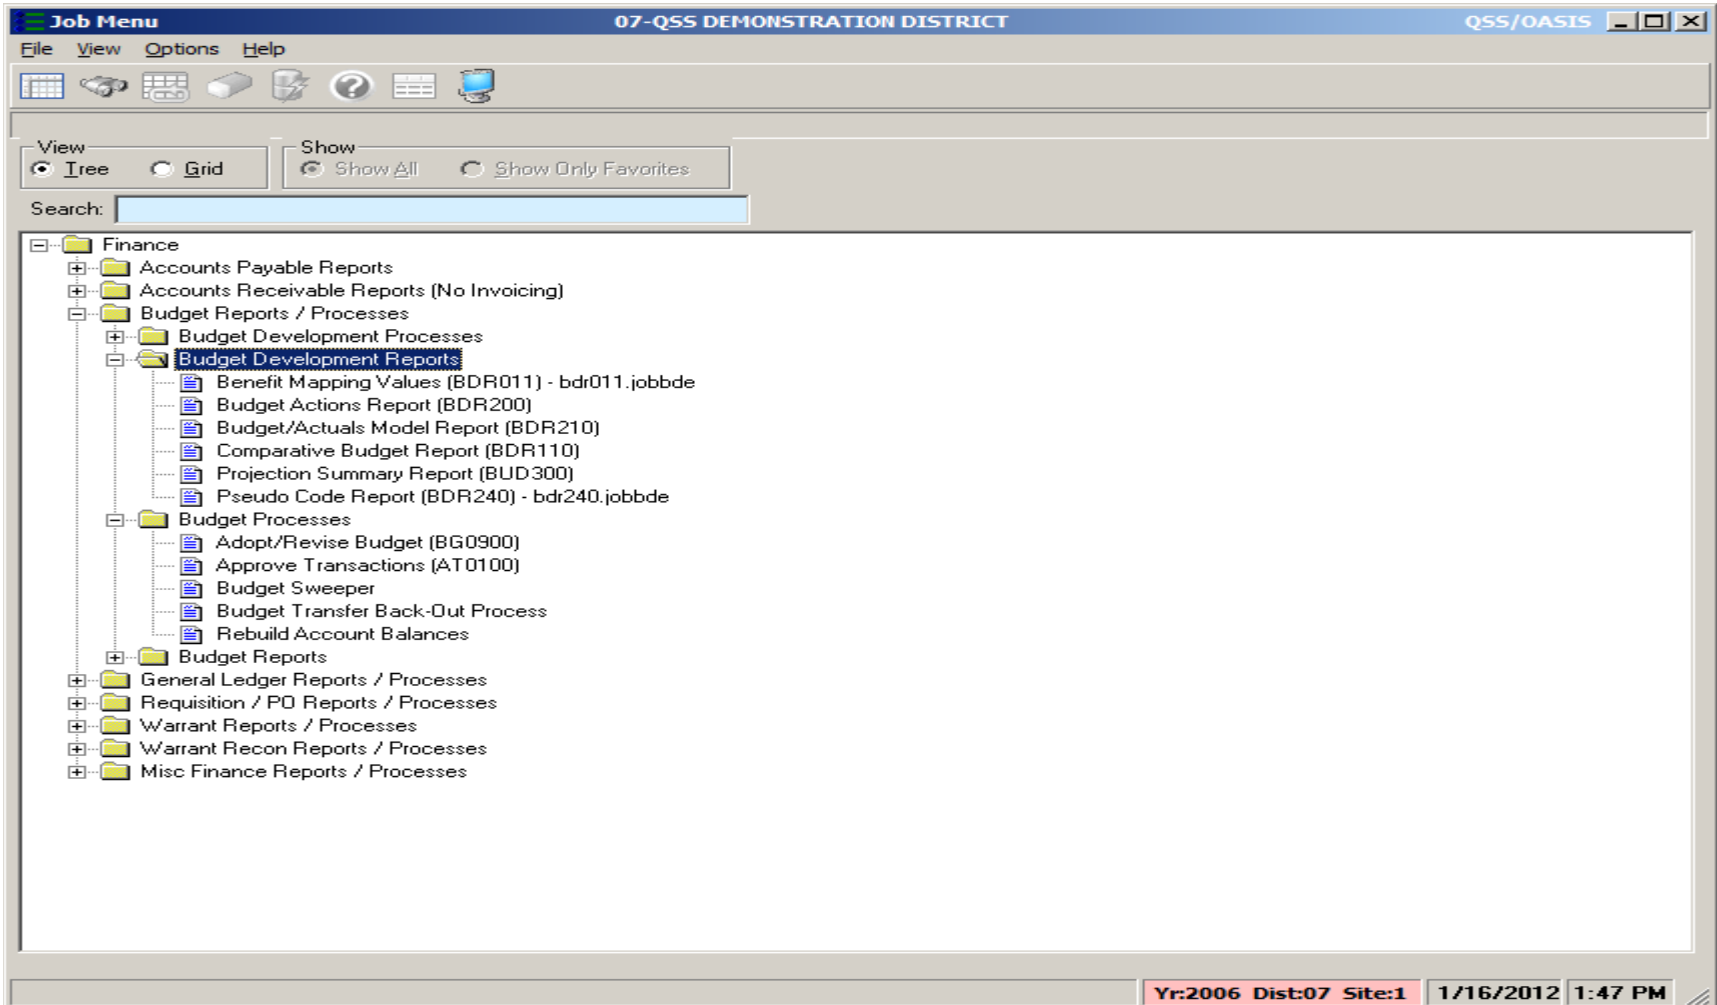 Job Menu 07-QSS DEMONSTRATION DISTRICT QSS/OASIS
File View Options Help
View Show
Tree Grid Show All Show Only Favorites
Search:
Finance
Accounts Payable Reports
Accounts Receivable Reports (No Invoicing)
Budget Reports / Processes
Budget Development Processes
Budget Development Reports
Benefit Mapping Values (BDR011) - bdr011.jobbde
Budget Actions Report (BDR200)
Budget/Actuals Model Report (BDR210)
Comparative Budget Report (BDR110)
Projection Summary Report (BUD300)
Pseudo Code Report (BDR240) - bdr240.jobbde
Budget Processes
Adopt/Revise Budget (BG0900)
Approve Transactions (AT0100)
Budget Sweeper
Budget Transfer Back-Out Process
Rebuild Account Balances
Budget Reports
General Ledger Reports / Processes
Requisition / PO Reports / Processes
Warrant Reports / Processes
Warrant Recon Reports / Processes
Misc Finance Reports / Processes
Yr:2006 Dist:07 Site:1 1/16/2012 1:47 PM